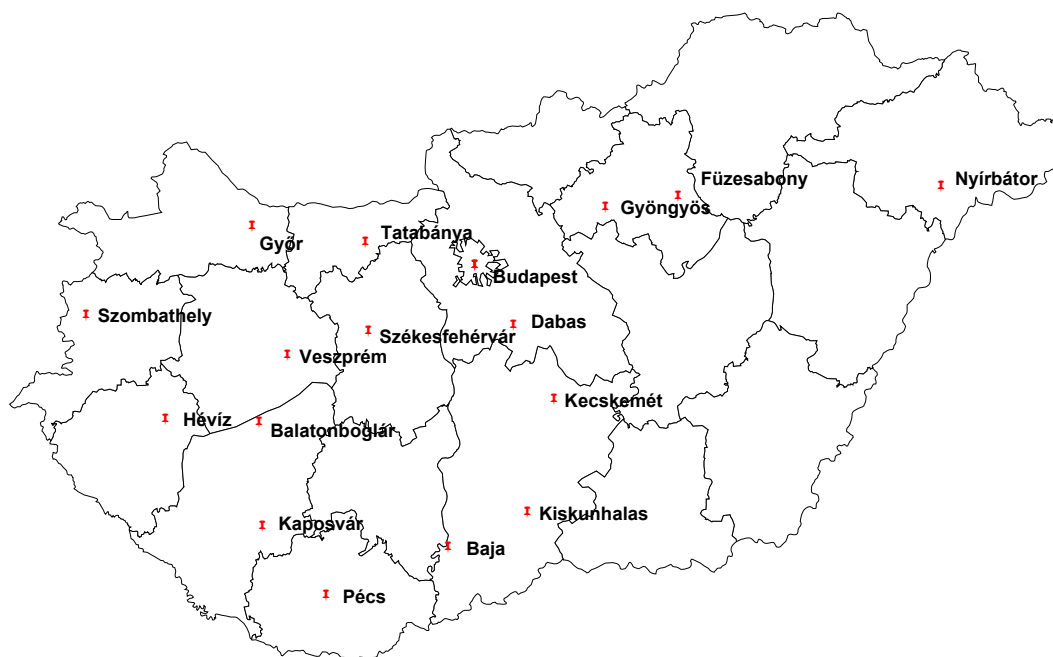 Füzesabony
Nyírbátor
Gyöngyös
Tatabánya
Győr
Budapest
Szombathely
Dabas
Székesfehérvár
Veszprém
Kecskemét
Hévíz
Balatonboglár
Kiskunhalas
Kaposvár
Baja
Pécs